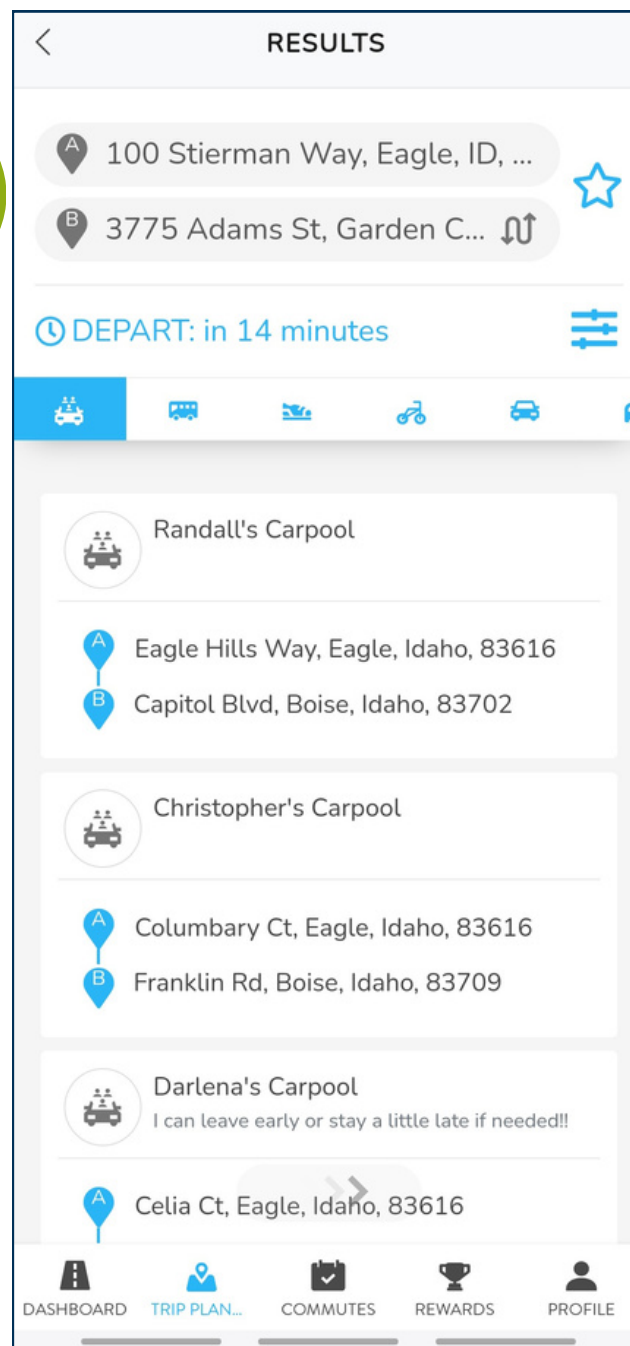 RESULTS
A
100 Stierman Way, Eagle, ID, ...
B
3775 Adams St, Garden C...
DEPART: in 14 minutes
Randall's Carpool
A
Eagle Hills Way, Eagle, Idaho, 83616
B
Capitol Blvd, Boise, Idaho, 83702
Christopher's Carpool
A
Columbary Ct, Eagle, Idaho, 83616
B
Franklin Rd, Boise, Idaho, 83709
Darlena's Carpool
I can leave early or stay a little late if needed!!
A
Celia Ct, Eagle, Idaho, 83616
DASHBOARD TRIP PLAN... COMMUTES REWARDS PROFILE